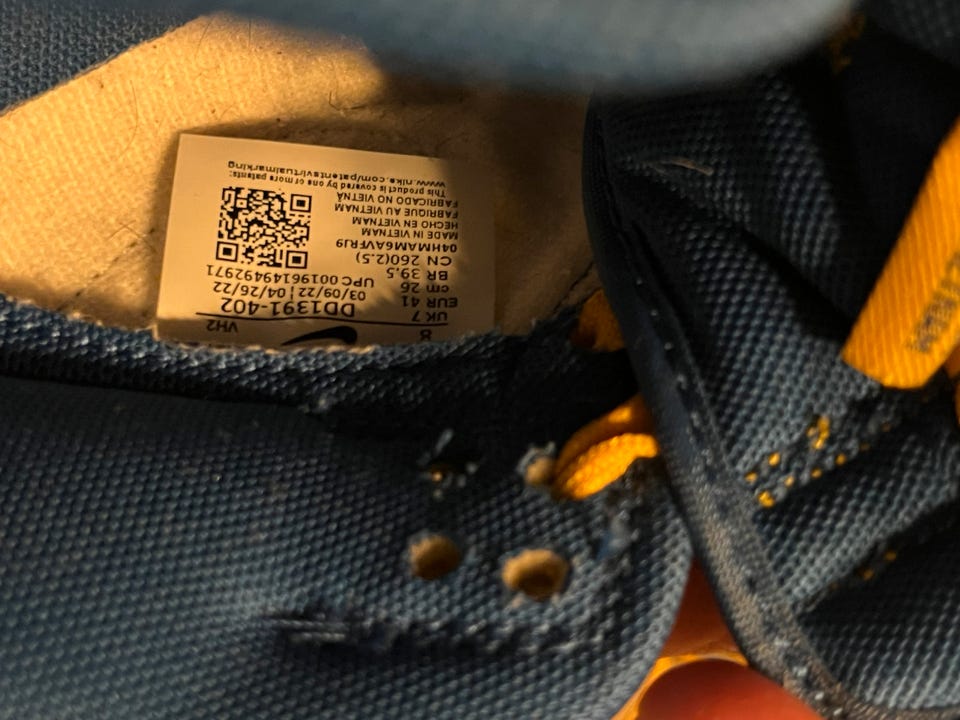 8
UK 7
EUR 41
cm 26
BR 39.5
CN 260(2.5)
VH2
DD1391-402
03/09/22 | 04/26/22
UPC 00196149492971
04HMAM6AVFRJ9
MADE IN VIETNAM
HECHO EN VIETNAM
FABRIQUE AU VIETNAM
FABRICADO NO VIETNÃ
This product is covered by one or more patents:
www.nike.com/patentsvirtualmarking